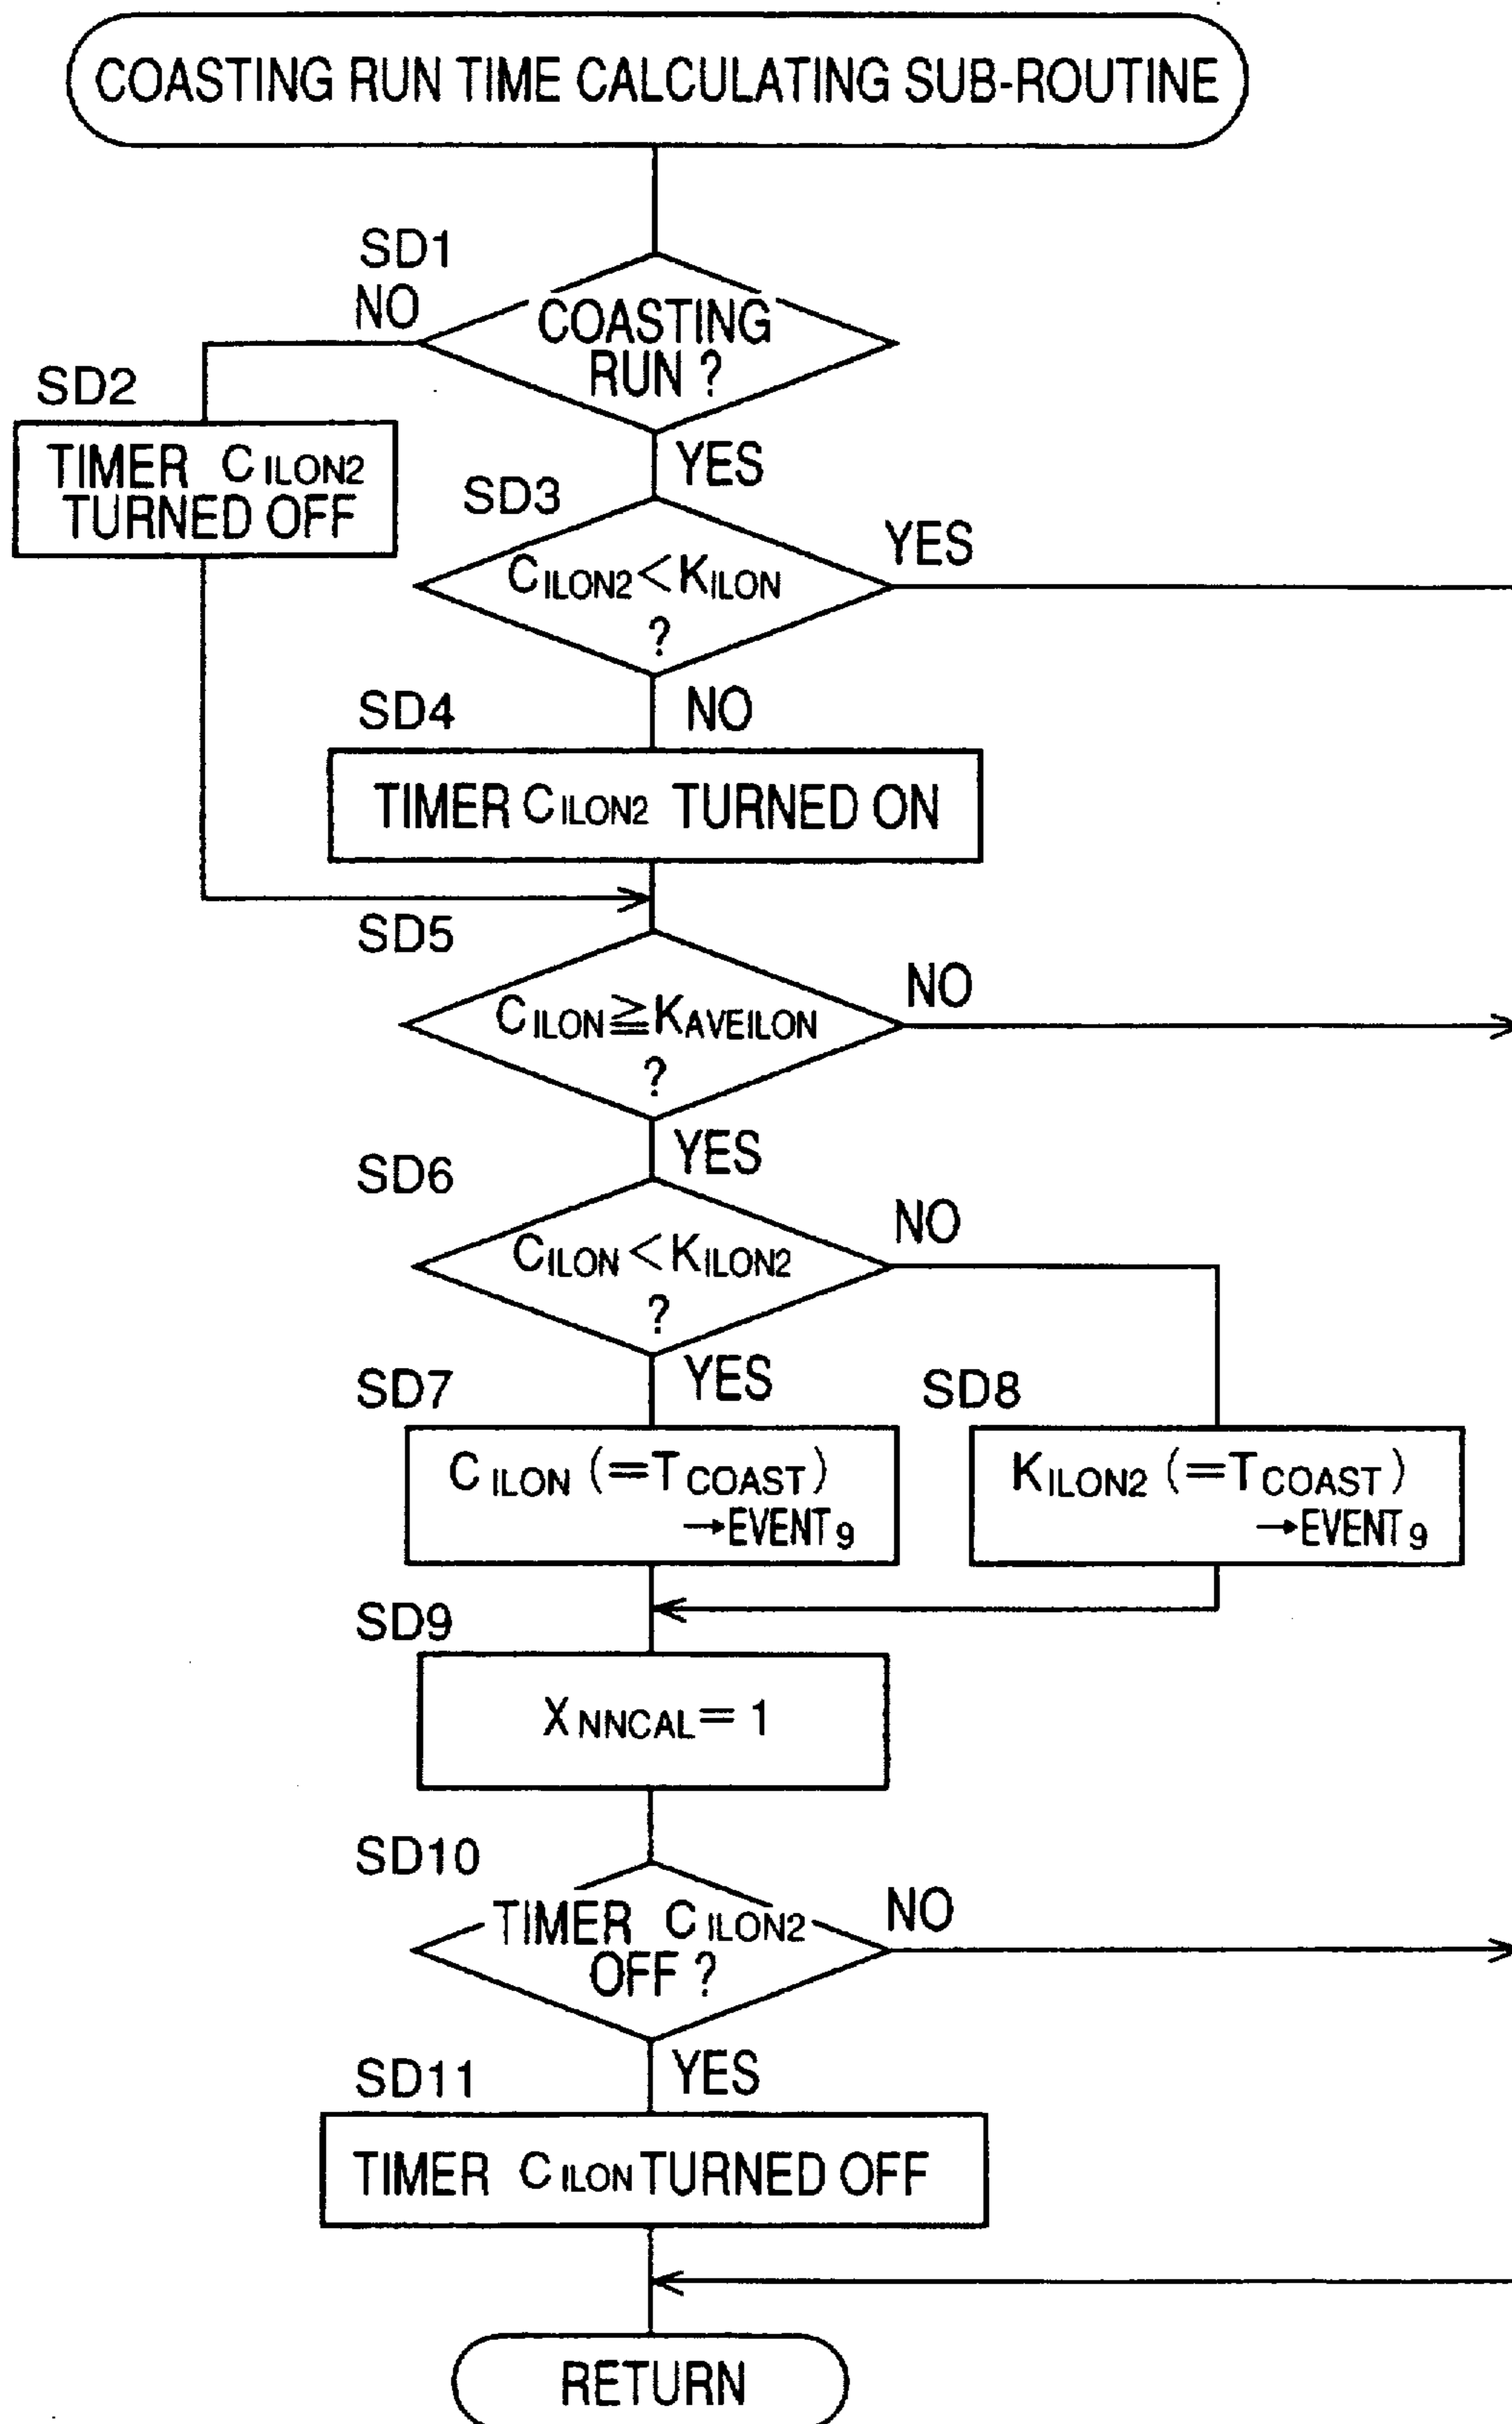 COASTING RUN TIME CALCULATING SUB-ROUTINE
SD1
NO
COASTING
RUN ?
SD2
TIMER CILON2
TURNED OFF
YES
SD3
CILON2<KILON
?
YES
SD4
NO
TIMER CILON2 TURNED ON
SD5
CILON≧KAVEILON
?
NO
YES
SD6
CILON<KILON2
?
NO
SD7
YES
SD8
CILON (=TCOAST)
→EVENT9
KILON2 (=TCOAST)
→EVENT9
SD9
XNNCAL=1
SD10
TIMER CILON2
OFF ?
NO
SD11
YES
TIMER CILON TURNED OFF
RETURN